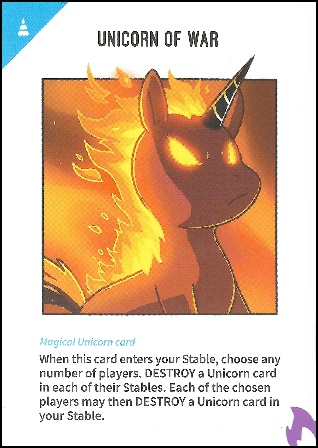 UNICORN OF WAR
Magical Unicorn card
When this card enters your Stable, choose any
number of players. DESTROY a Unicorn card
in each of their Stables. Each of the chosen
players may then DESTROY a Unicorn card in
your Stable.